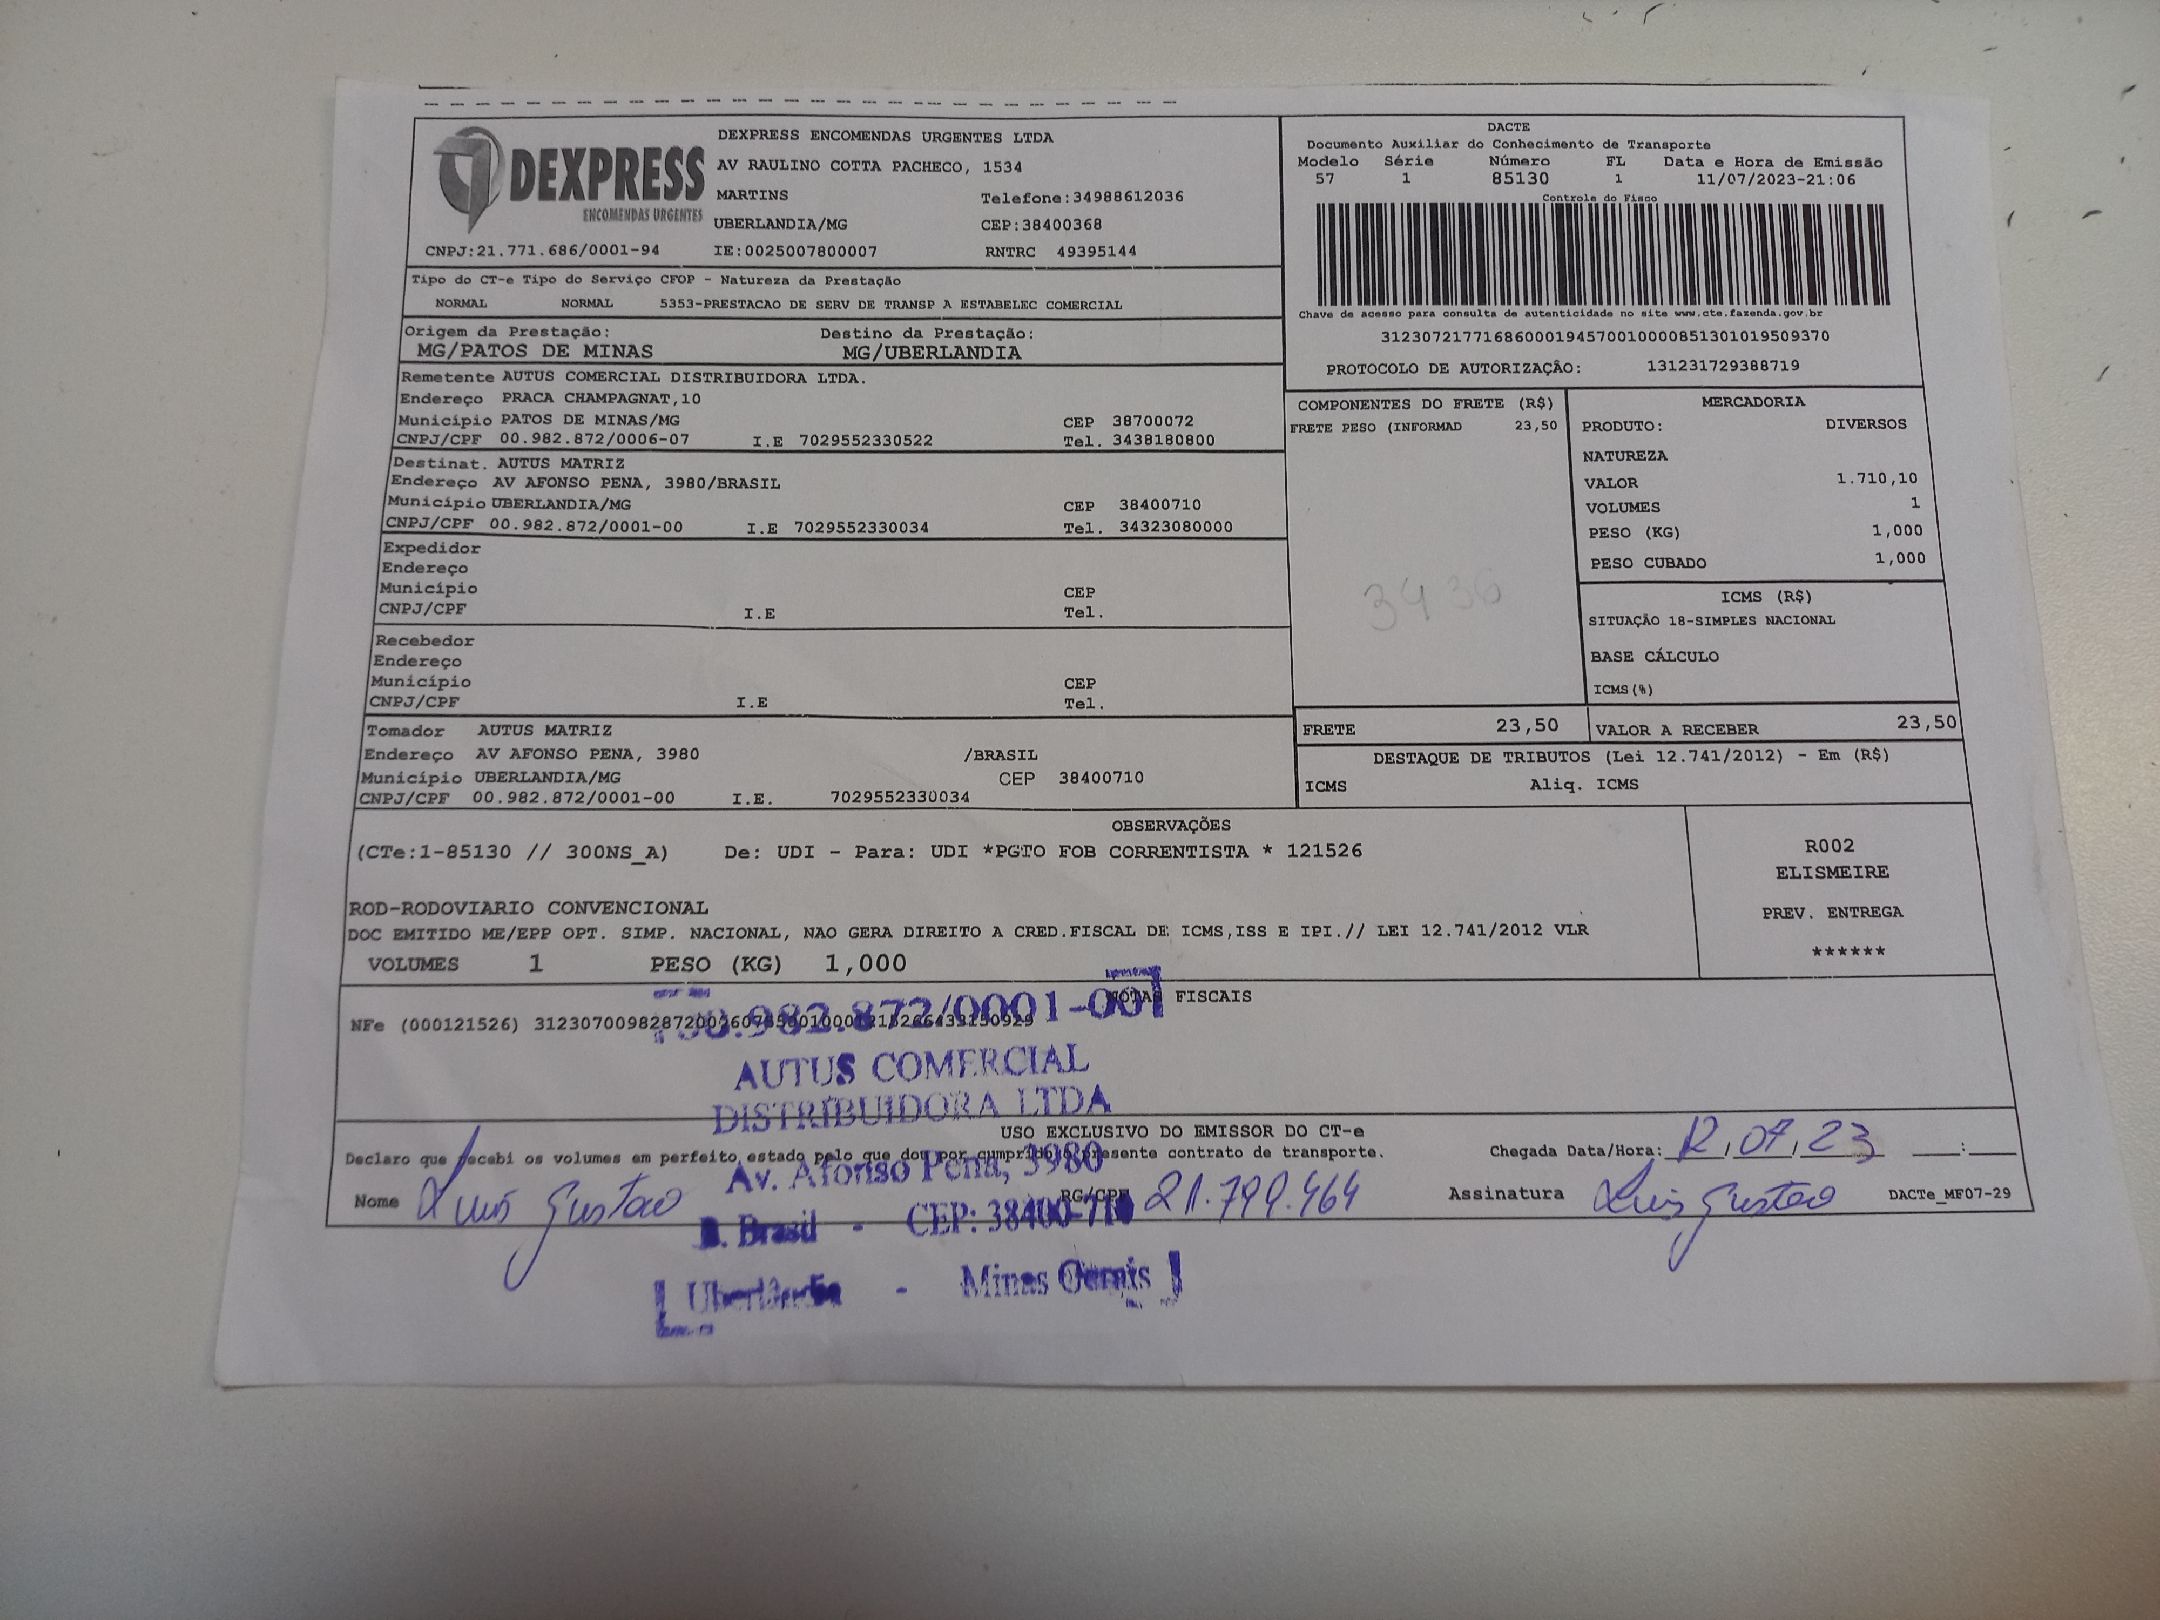 DEXPRESS
ENCOMENDAS URGENTES
DEXPRESS ENCOMENDAS URGENTES LTDA
AV RAULINO COTTA PACHECO, 1534
MARTINS Telefone:34988612036
UBERLANDIA/MG CEP:38400368
CNPJ:21.771.686/0001-94 IE:0025007800007 RNTRC 49395144
DACTE
Documento Auxiliar do Conhecimento de Transporte
Modelo Série Número FL Data e Hora de Emissão
57 1 85130 1 11/07/2023-21:06
Controle do Fisco
Chave de acesso para consulta de autenticidade no site www.cte.fazenda.gov.br
31230721771686000194570010000851301019509370
PROTOCOLO DE AUTORIZAÇÃO: 131231729388719
Tipo do CT-e Tipo do Serviço CFOP - Natureza da Prestação
NORMAL NORMAL 5353-PRESTACAO DE SERV DE TRANSP A ESTABELEC COMERCIAL
Origem da Prestação: Destino da Prestação:
MG/PATOS DE MINAS MG/UBERLANDIA
Remetente AUTUS COMERCIAL DISTRIBUIDORA LTDA.
Endereço PRACA CHAMPAGNAT,10
Município PATOS DE MINAS/MG CEP 38700072
CNPJ/CPF 00.982.872/0006-07 I.E 7029552330522 Tel. 3438180800
Destinat. AUTUS MATRIZ
Endereço AV AFONSO PENA, 3980/BRASIL
Município UBERLANDIA/MG CEP 38400710
CNPJ/CPF 00.982.872/0001-00 I.E 7029552330034 Tel. 34323080000
Expedidor
Endereço
Município CEP
CNPJ/CPF I.E Tel.
Recebedor
Endereço
Município CEP
CNPJ/CPF I.E Tel.
Tomador AUTUS MATRIZ
Endereço AV AFONSO PENA, 3980 /BRASIL
Município UBERLANDIA/MG CEP 38400710
CNPJ/CPF 00.982.872/0001-00 I.E. 7029552330034
COMPONENTES DO FRETE (R$)
FRETE PESO (INFORMAD 23,50
3436
MERCADORIA
PRODUTO: DIVERSOS
NATUREZA
VALOR 1.710,10
VOLUMES 1
PESO (KG) 1,000
PESO CUBADO 1,000
ICMS (R$)
SITUAÇÃO 18-SIMPLES NACIONAL
BASE CÁLCULO
ICMS(%)
FRETE 23,50 VALOR A RECEBER 23,50
DESTAQUE DE TRIBUTOS (Lei 12.741/2012) - Em (R$)
ICMS Aliq. ICMS
OBSERVAÇÕES
(CTe:1-85130 // 300NS_A) De: UDI - Para: UDI *PGTO FOB CORRENTISTA * 121526
ROD-RODOVIARIO CONVENCIONAL
DOC EMITIDO ME/EPP OPT. SIMP. NACIONAL, NAO GERA DIREITO A CRED.FISCAL DE ICMS,ISS E IPI.// LEI 12.741/2012 VLR
VOLUMES 1 PESO (KG) 1,000
R002
ELISMEIRE
PREV. ENTREGA
******
NOTAS FISCAIS
NFe (000121526)
00.982.872/0001-00
AUTUS COMERCIAL
DISTRIBUIDORA LTDA
Av. Afonso Pena, 3980
B. Brasil - CEP: 38400-710
Uberlândia - Minas Gerais
USO EXCLUSIVO DO EMISSOR DO CT-e
Declaro que recebi os volumes em perfeito estado pelo que dou por cumprido o presente contrato de transporte. Chegada Data/Hora: 12,07,23 __:__
Nome Luis Gustao RG/CPF 21.799.464 Assinatura Luis Gustao DACTe_MF07-29